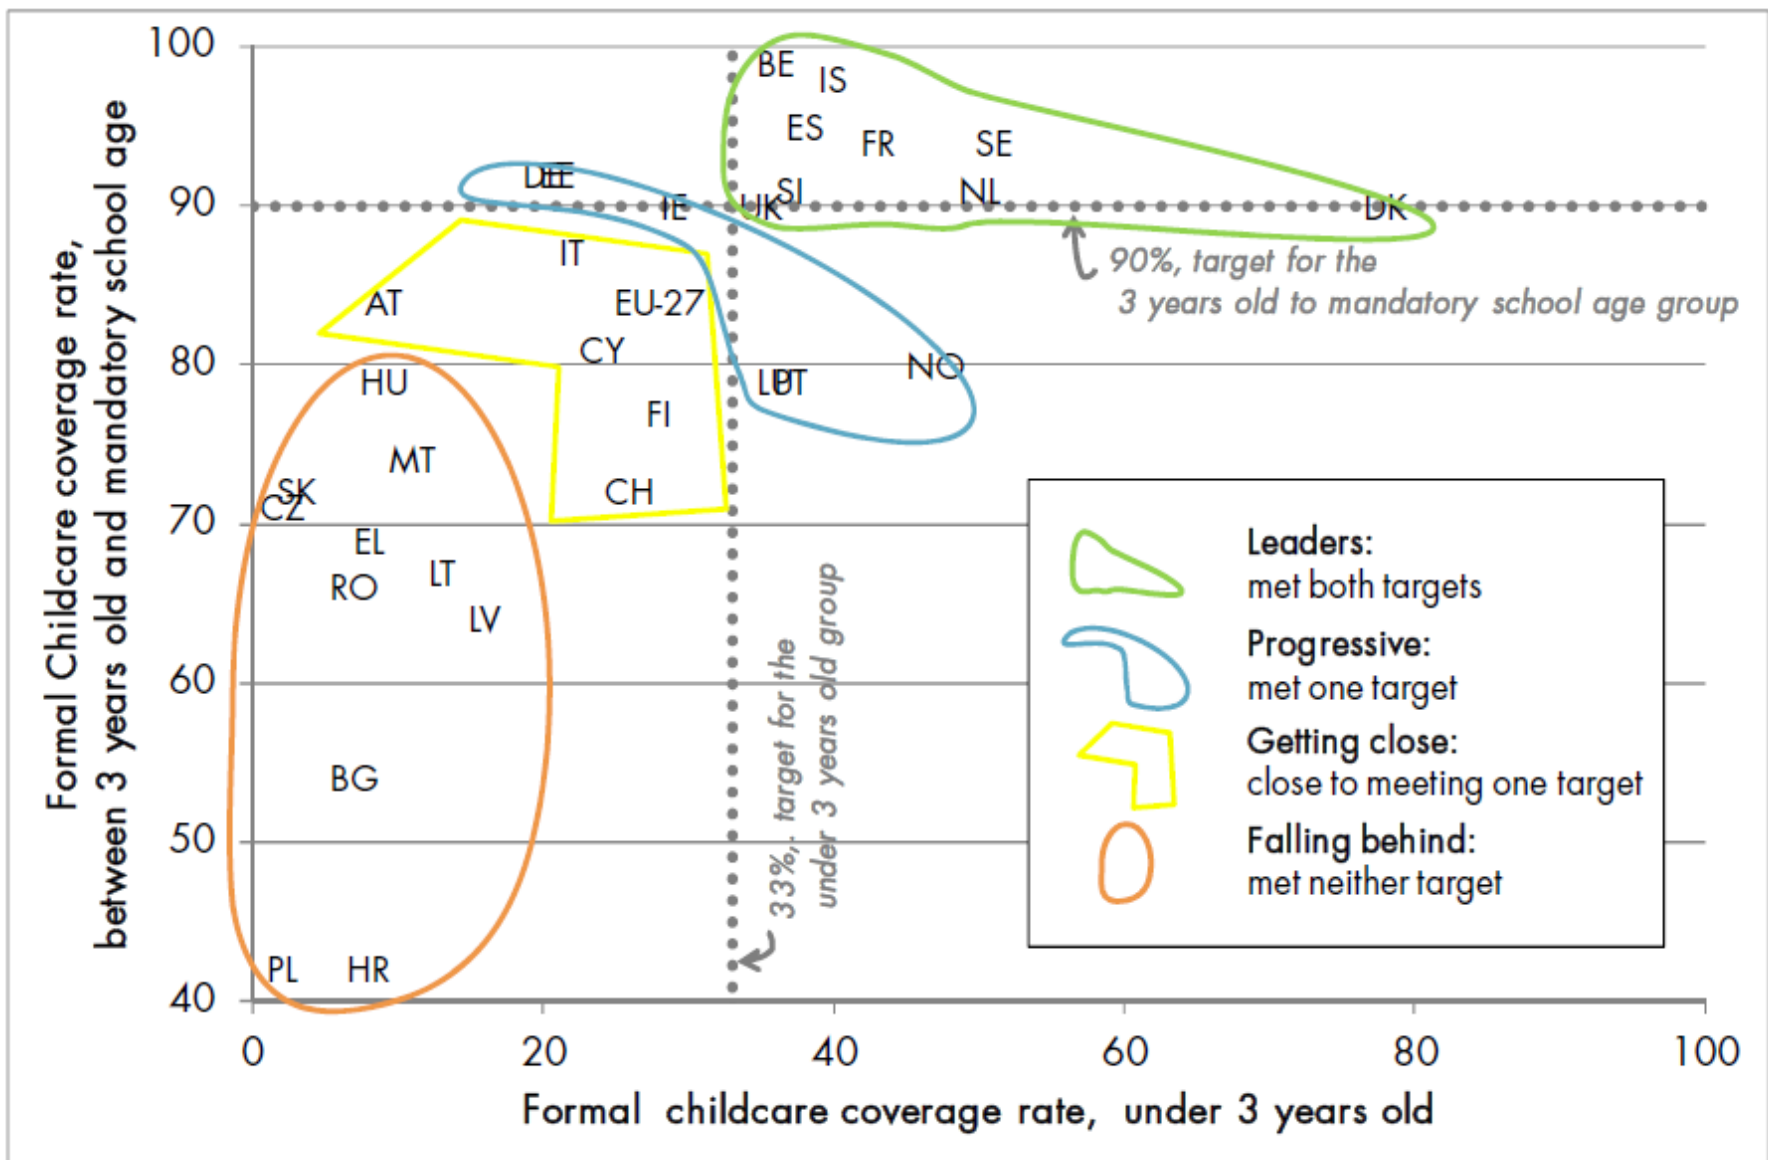 Formal Childcare coverage rate,
between 3 years old and mandatory school age
100
90
80
70
60
50
40
BE
IS
ES
FR
SE
SI
NL
UK
DK
DE
EE
IE
IT
AT
EU-27
CY
NO
LU
PT
HU
FI
MT
CH
SK
CZ
EL
RO
LT
LV
BG
PL
HR
90%, target for the
3 years old to mandatory school age group
33%,. target for the
under 3 years old group
Leaders:
met both targets
Progressive:
met one target
Getting close:
close to meeting one target
Falling behind:
met neither target
0
20
40
60
80
100
Formal childcare coverage rate, under 3 years old